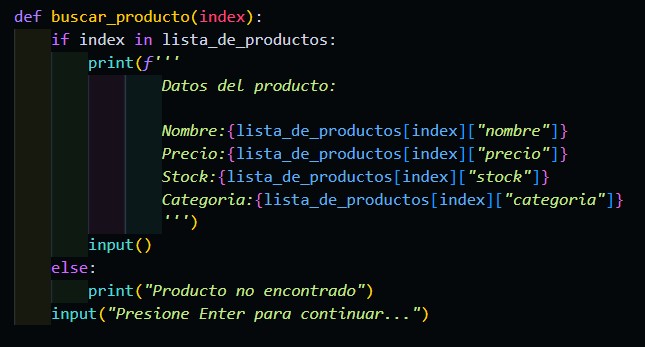 def buscar_producto(index):
    if index in lista_de_productos:
        print(f'''
                Datos del producto:

                Nombre:{lista_de_productos[index]["nombre"]}
                Precio:{lista_de_productos[index]["precio"]}
                Stock:{lista_de_productos[index]["stock"]}
                Categoria:{lista_de_productos[index]["categoria"]}
                ''')
        input()
    else:
        print("Producto no encontrado")
    input("Presione Enter para continuar...")